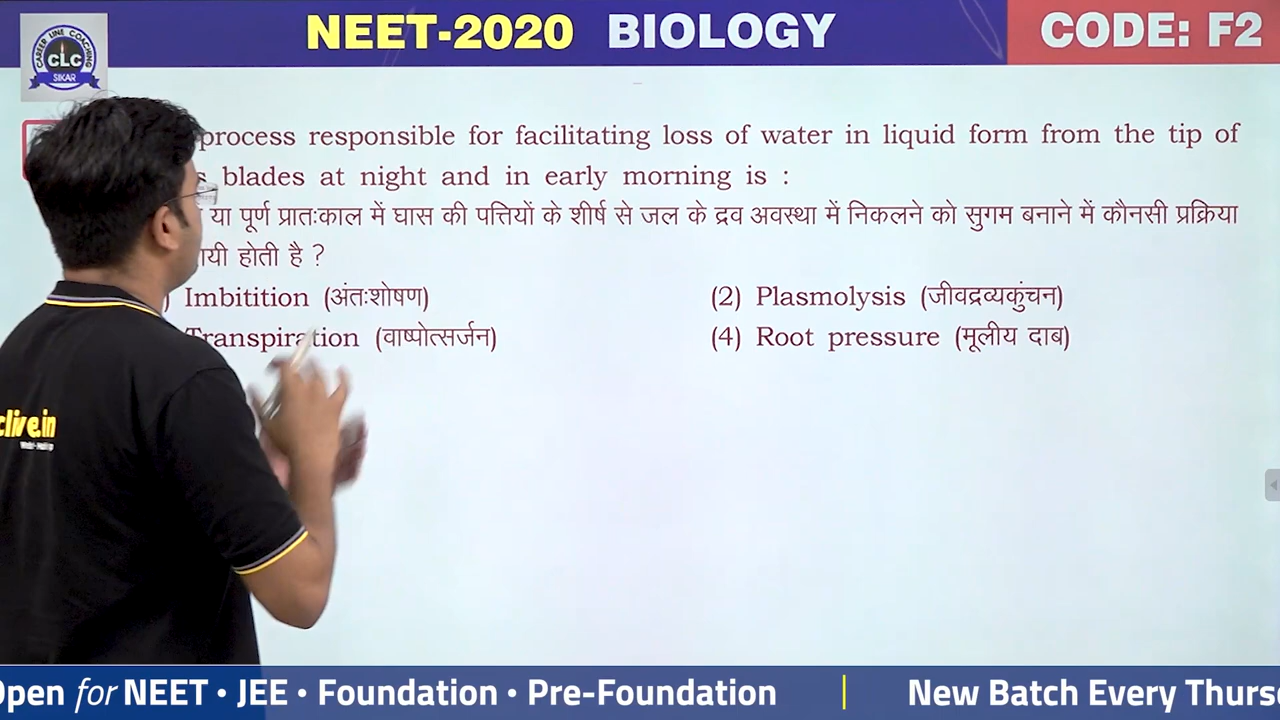 NEET-2020 BIOLOGY
CODE: F2
CAREER LINE COACHING
CLC
SIKAR
process responsible for facilitating loss of water in liquid form from the tip of
blades at night and in early morning is :
या पूर्ण प्रातःकाल में घास की पत्तियों के शीर्ष से जल के द्रव अवस्था में निकलने को सुगम बनाने में कौनसी प्रक्रिया
होती है ?
Imbitition (अंतःशोषण)
(2) Plasmolysis (जीवद्रव्यकुंचन)
Transpiration (वाष्पोत्सर्जन)
(4) Root pressure (मूलीय दाब)
clive.in
Open for NEET • JEE • Foundation • Pre-Foundation
New Batch Every